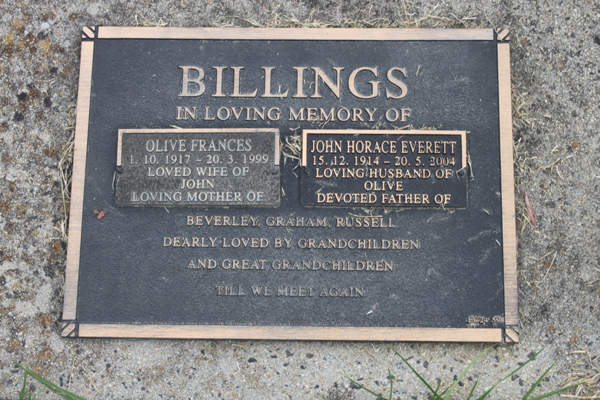 BILLINGS
IN LOVING MEMORY OF
OLIVE FRANCES
1. 10. 1917 – 20. 3. 1999
LOVED WIFE OF
JOHN
LOVING MOTHER OF
JOHN HORACE EVERETT
15. 12. 1914 – 20. 5. 2004
LOVING HUSBAND OF
OLIVE
DEVOTED FATHER OF
BEVERLEY, GRAHAM, RUSSELL
DEARLY LOVED BY GRANDCHILDREN
AND GREAT GRANDCHILDREN
TILL WE MEET AGAIN